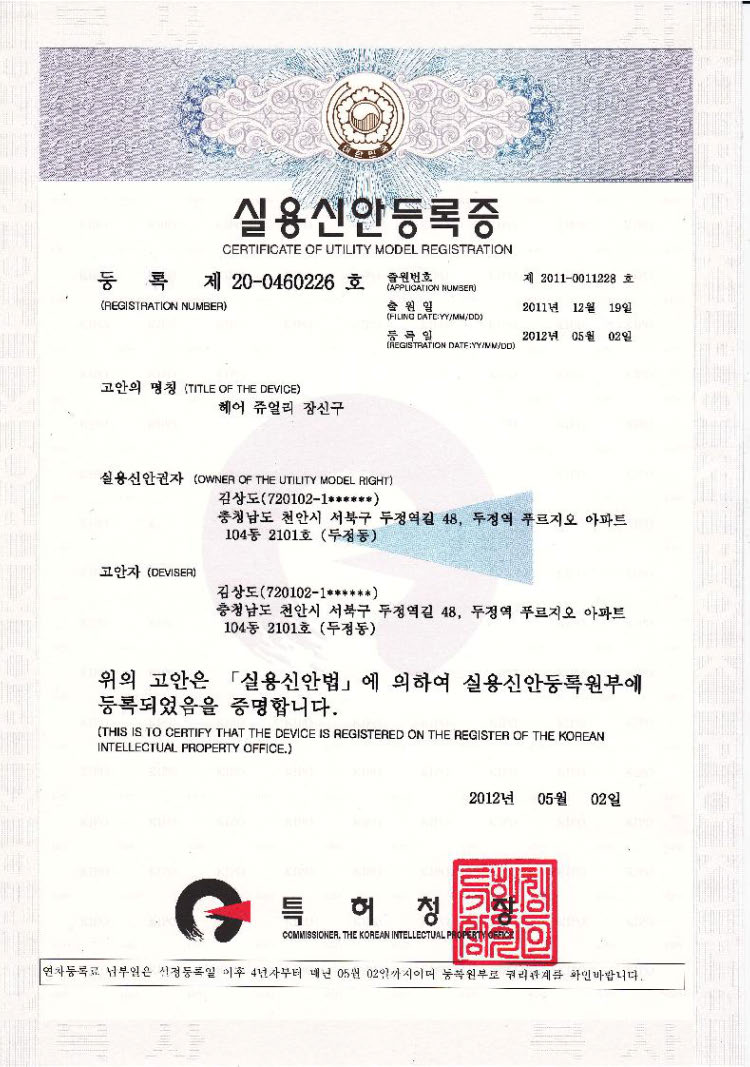 대한민국
실용신안등록증
CERTIFICATE OF UTILITY MODEL REGISTRATION
등 록 제 20-0460226 호
(REGISTRATION NUMBER)
출원번호 제 2011-0011228 호
(APPLICATION NUMBER)
출 원 일 2011년 12월 19일
(FILING DATE:YY/MM/DD)
등 록 일 2012년 05월 02일
(REGISTRATION DATE:YY/MM/DD)
고안의 명칭 (TITLE OF THE DEVICE)
헤어 쥬얼리 장신구
실용신안권자 (OWNER OF THE UTILITY MODEL RIGHT)
김상도(720102-1******)
충청남도 천안시 서북구 두정역길 48, 두정역 푸르지오 아파트
104동 2101호 (두정동)
고안자 (DEVISER)
김상도(720102-1******)
충청남도 천안시 서북구 두정역길 48, 두정역 푸르지오 아파트
104동 2101호 (두정동)
위의 고안은 「실용신안법」에 의하여 실용신안등록원부에
등록되었음을 증명합니다.
(THIS IS TO CERTIFY THAT THE DEVICE IS REGISTERED ON THE REGISTER OF THE KOREAN
INTELLECTUAL PROPERTY OFFICE.)
2012년 05월 02일
특 허 청 장
COMMISSIONER, THE KOREAN INTELLECTUAL PROPERTY OFFICE
연차등록료 납부일은 설정등록일 이후 4년차부터 매년 05월 02일까지이며 등록원부로 권리관계를 확인바랍니다.